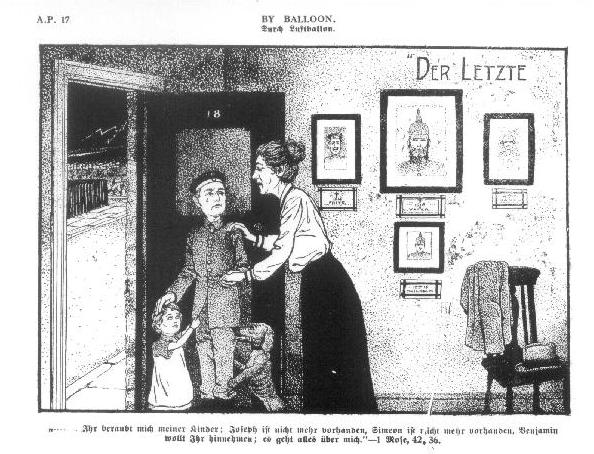 A.P. 17
BY BALLOON.
Durch Luftballon.
"DER LETZTE"
18
"....... Ihr beraubt mich meiner Kinder; Joseph ist nicht mehr vorhanden, Simeon ist nicht mehr vorhanden, Benjamin
wollt Ihr hinnehmen; es geht alles über mich."—1 Mose, 42, 36.